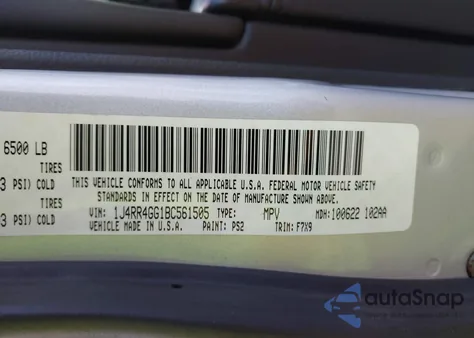 6500 LB
TIRES
3 PSI) COLD
TIRES
3 PSI) COLD
THIS VEHICLE CONFORMS TO ALL APPLICABLE U.S.A. FEDERAL MOTOR VEHICLE SAFETY
STANDARDS IN EFFECT ON THE DATE OF MANUFACTURE SHOWN ABOVE.
VIN: 1J4RR4GG1BC561505 TYPE: MPV MDH: 100622 102AA
VEHICLE MADE IN U.S.A. PAINT: PS2 TRIM: F7X9
autoSnap